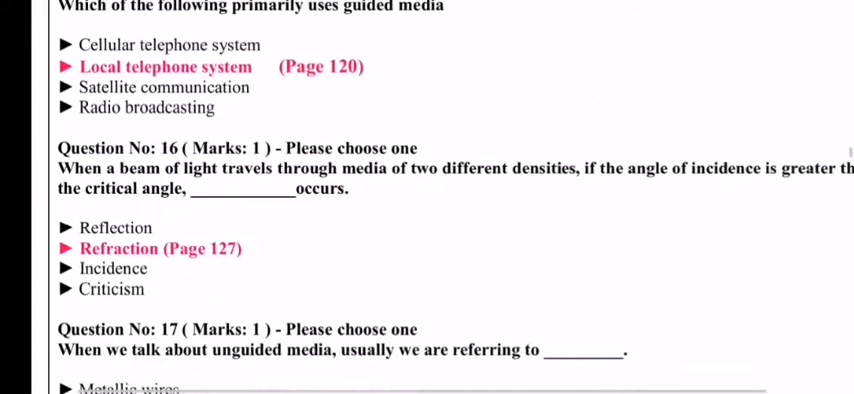 Which of the following primarily uses guided media
► Cellular telephone system
► Local telephone system (Page 120)
► Satellite communication
► Radio broadcasting
Question No: 16 ( Marks: 1 ) - Please choose one
When a beam of light travels through media of two different densities, if the angle of incidence is greater th
the critical angle, ____________occurs.
► Reflection
► Refraction (Page 127)
► Incidence
► Criticism
Question No: 17 ( Marks: 1 ) - Please choose one
When we talk about unguided media, usually we are referring to _________.
► Metallic wires